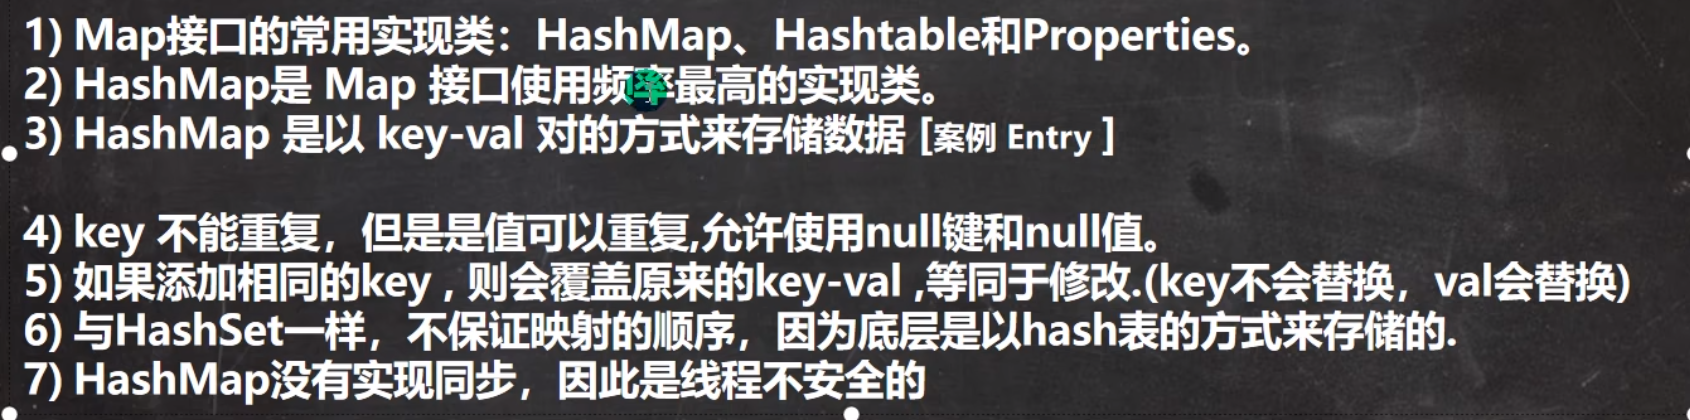 1) Map接口的常用实现类：HashMap、Hashtable和Properties。
2) HashMap是 Map 接口使用频率最高的实现类。
3) HashMap 是以 key-val 对的方式来存储数据 [案例 Entry ]
4) key 不能重复，但是是值可以重复,允许使用null键和null值。
5) 如果添加相同的key , 则会覆盖原来的key-val ,等同于修改.(key不会替换，val会替换)
6) 与HashSet一样，不保证映射的顺序，因为底层是以hash表的方式来存储的.
7) HashMap没有实现同步，因此是线程不安全的